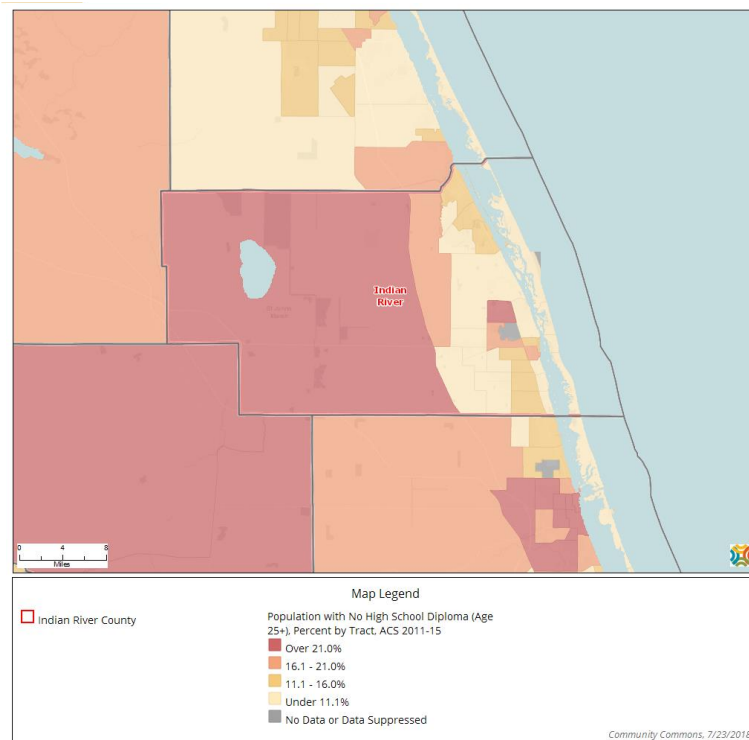 Indian
River
0 4 8
Miles
Map Legend
Indian River County
Population with No High School Diploma (Age
25+), Percent by Tract, ACS 2011-15
Over 21.0%
16.1 - 21.0%
11.1 - 16.0%
Under 11.1%
No Data or Data Suppressed
Community Commons, 7/23/2018